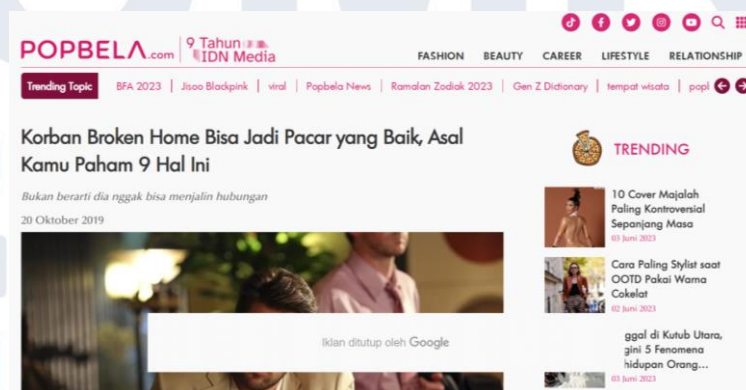 POPBELA.com
9 Tahun
IDN Media
FASHION BEAUTY CAREER LIFESTYLE RELATIONSHIP
Trending Topic BFA 2023 | Jisoo Blackpink | viral | Popbela News | Ramalan Zodiak 2023 | Gen Z Dictionary | tempat wisata | popl
Korban Broken Home Bisa Jadi Pacar yang Baik, Asal
Kamu Paham 9 Hal Ini
Bukan berarti dia nggak bisa menjalin hubungan
20 Oktober 2019
Iklan ditutup oleh Google
TRENDING
10 Cover Majalah
Paling Kontroversial
Sepanjang Masa
03 Juni 2023
Cara Paling Stylist saat
OOTD Pakai Warna
Cokelat
02 Juni 2023
ggal di Kutub Utara,
gini 5 Fenomena
hidupan Orang...
03 Juni 2023